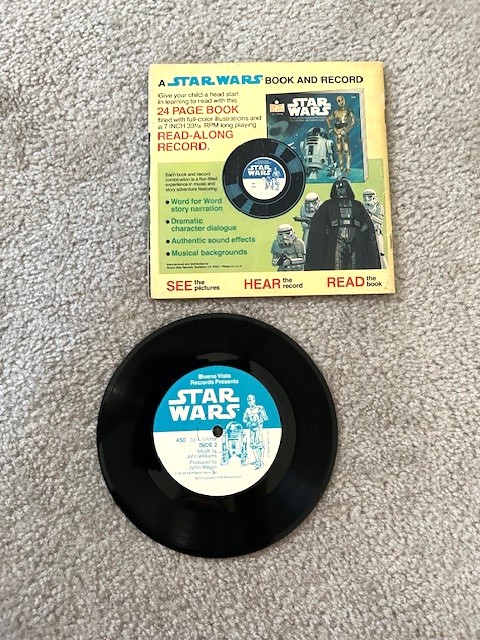 A STAR WARS BOOK AND RECORD
Give your child a head start
in learning to read with this
24 PAGE BOOK
filled with full-color illustrations and
a 7 INCH 33⅓ RPM long playing
READ-ALONG
RECORD.
STAR WARS
STAR WARS
Each book and record
combination is a fun-filled
experience in music and
story adventure featuring
• Word for Word
story narration
• Dramatic
character dialogue
• Authentic sound effects
• Musical backgrounds
SEE the pictures
HEAR the record
READ the book
Buena Vista
Records Presents
STAR
WARS
450 33⅓ RPM
SIDE 2
Music by
John Williams
Produced by
Jymn Magon